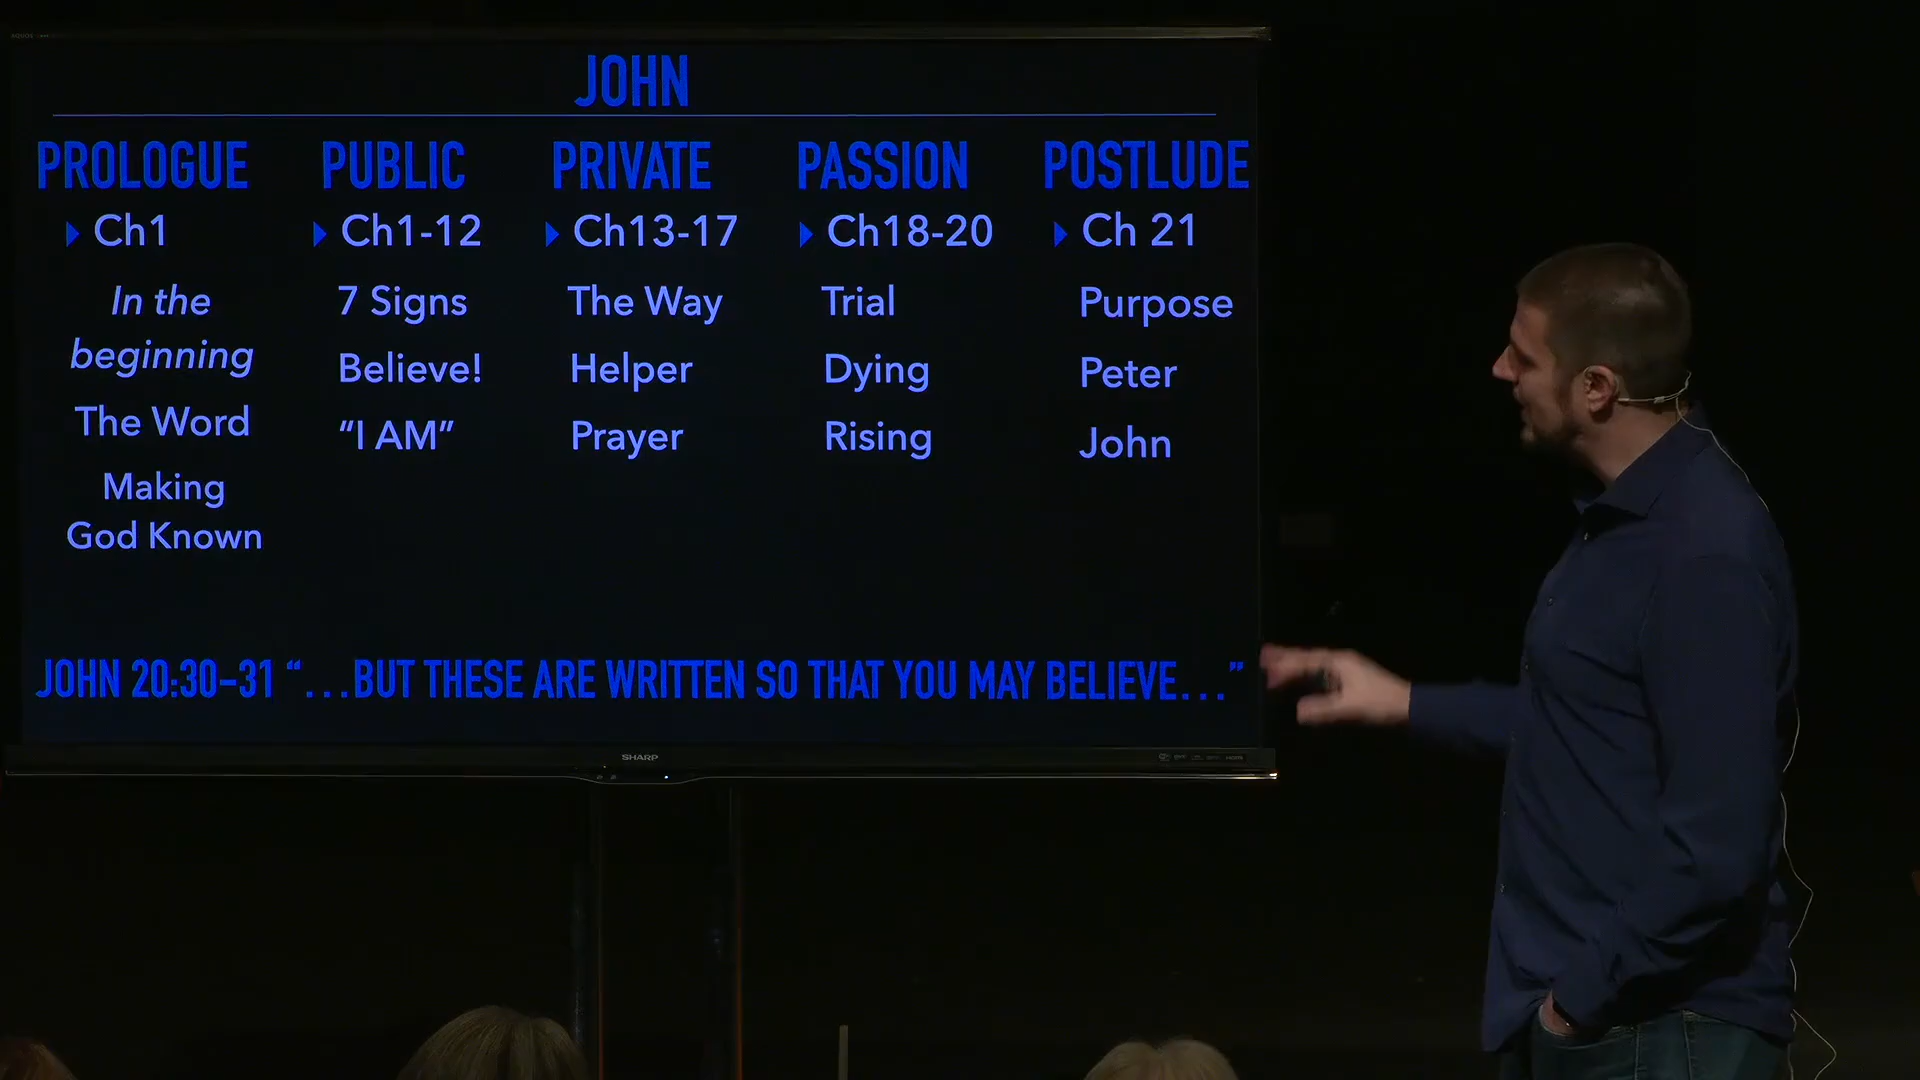 JOHN
PROLOGUE
Ch1
In the
beginning
The Word
Making
God Known
PUBLIC
Ch1-12
7 Signs
Believe!
“I AM”
PRIVATE
Ch13-17
The Way
Helper
Prayer
PASSION
Ch18-20
Trial
Dying
Rising
POSTLUDE
Ch 21
Purpose
Peter
John
JOHN 20:30-31 “...BUT THESE ARE WRITTEN SO THAT YOU MAY BELIEVE...”
SHARP